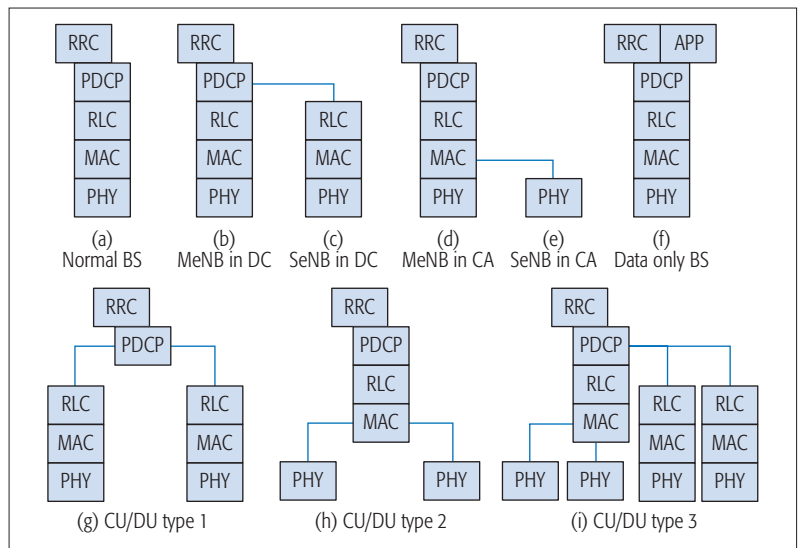 RRC
PDCP
RLC
MAC
PHY
(a)
Normal BS
RRC
PDCP
RLC
MAC
PHY
(b)
MeNB in DC
RLC
MAC
PHY
(c)
SeNB in DC
RRC
PDCP
RLC
MAC
PHY
(d)
MeNB in CA
PHY
(e)
SeNB in CA
RRC APP
PDCP
RLC
MAC
PHY
(f)
Data only BS
RRC
PDCP
RLC
MAC
PHY
RLC
MAC
PHY
(g) CU/DU type 1
RRC
PDCP
RLC
MAC
PHY
PHY
(h) CU/DU type 2
RRC
PDCP
RLC
MAC
PHY
PHY
RLC
MAC
PHY
RLC
MAC
PHY
(i) CU/DU type 3